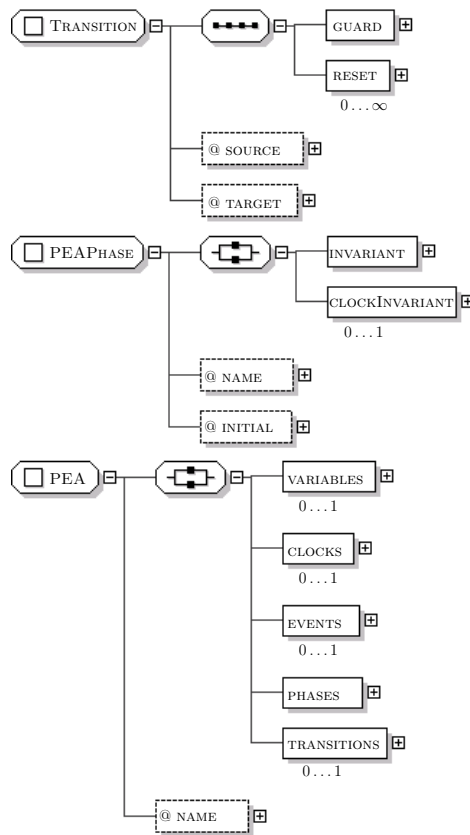 TRANSITION
GUARD
RESET
0...∞
@ SOURCE
@ TARGET
PEAPHASE
INVARIANT
CLOCKINVARIANT
0...1
@ NAME
@ INITIAL
PEA
VARIABLES
0...1
CLOCKS
0...1
EVENTS
0...1
PHASES
TRANSITIONS
0...1
@ NAME